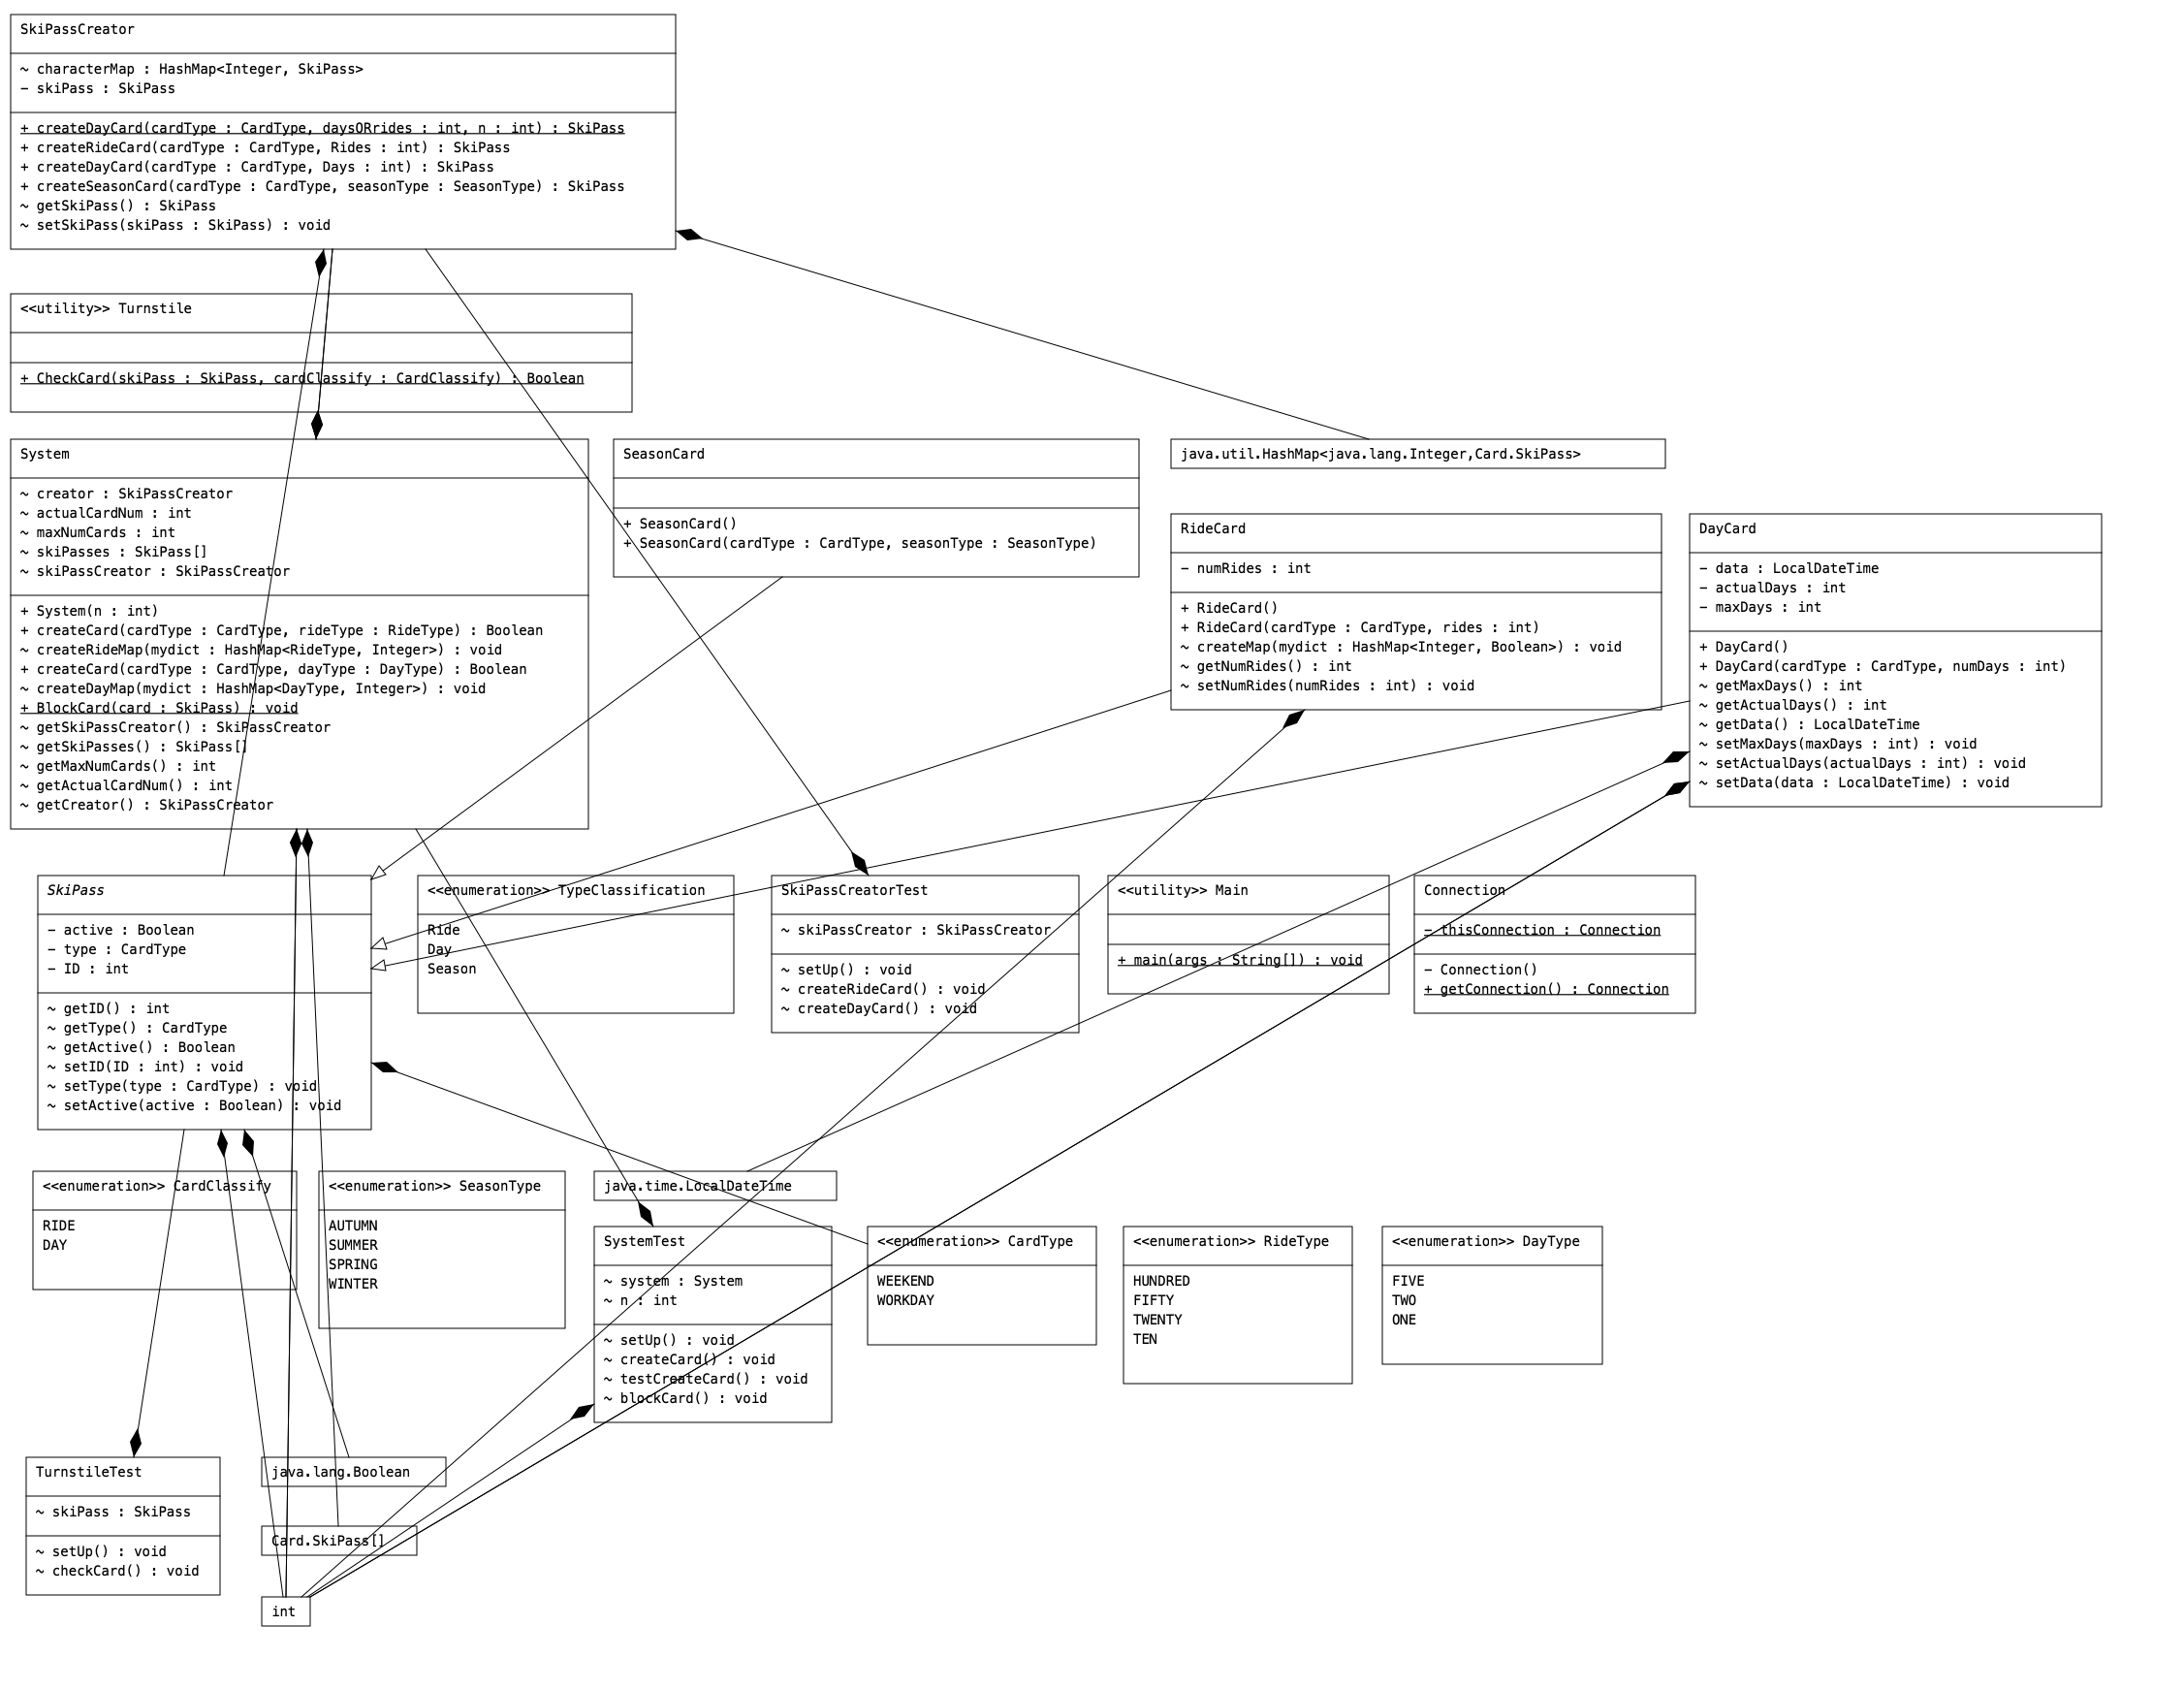 SkiPassCreator
~ characterMap : HashMap<Integer, SkiPass>
− skiPass : SkiPass
+ createDayCard(cardType : CardType, daysORrides : int, n : int) : SkiPass
+ createRideCard(cardType : CardType, Rides : int) : SkiPass
+ createDayCard(cardType : CardType, Days : int) : SkiPass
+ createSeasonCard(cardType : CardType, seasonType : SeasonType) : SkiPass
~ getSkiPass() : SkiPass
~ setSkiPass(skiPass : SkiPass) : void
<<utility>> Turnstile
+ CheckCard(skiPass : SkiPass, cardClassify : CardClassify) : Boolean
System
~ creator : SkiPassCreator
~ actualCardNum : int
~ maxNumCards : int
~ skiPasses : SkiPass[]
~ skiPassCreator : SkiPassCreator
+ System(n : int)
+ createCard(cardType : CardType, rideType : RideType) : Boolean
~ createRideMap(mydict : HashMap<RideType, Integer>) : void
+ createCard(cardType : CardType, dayType : DayType) : Boolean
~ createDayMap(mydict : HashMap<DayType, Integer>) : void
+ BlockCard(card : SkiPass) : void
~ getSkiPassCreator() : SkiPassCreator
~ getSkiPasses() : SkiPass[]
~ getMaxNumCards() : int
~ getActualCardNum() : int
~ getCreator() : SkiPassCreator
SeasonCard
+ SeasonCard()
+ SeasonCard(cardType : CardType, seasonType : SeasonType)
java.util.HashMap<java.lang.Integer,Card.SkiPass>
RideCard
− numRides : int
+ RideCard()
+ RideCard(cardType : CardType, rides : int)
~ createMap(mydict : HashMap<Integer, Boolean>) : void
~ getNumRides() : int
~ setNumRides(numRides : int) : void
DayCard
− data : LocalDateTime
− actualDays : int
− maxDays : int
+ DayCard()
+ DayCard(cardType : CardType, numDays : int)
~ getMaxDays() : int
~ getActualDays() : int
~ getData() : LocalDateTime
~ setMaxDays(maxDays : int) : void
~ setActualDays(actualDays : int) : void
~ setData(data : LocalDateTime) : void
SkiPass
− active : Boolean
− type : CardType
− ID : int
~ getID() : int
~ getType() : CardType
~ getActive() : Boolean
~ setID(ID : int) : void
~ setType(type : CardType) : void
~ setActive(active : Boolean) : void
<<enumeration>> TypeClassification
Ride
Day
Season
SkiPassCreatorTest
~ skiPassCreator : SkiPassCreator
~ setUp() : void
~ createRideCard() : void
~ createDayCard() : void
<<utility>> Main
+ main(args : String[]) : void
Connection
− thisConnection : Connection
− Connection()
+ getConnection() : Connection
<<enumeration>> CardClassify
RIDE
DAY
<<enumeration>> SeasonType
AUTUMN
SUMMER
SPRING
WINTER
java.time.LocalDateTime
SystemTest
~ system : System
~ n : int
~ setUp() : void
~ createCard() : void
~ testCreateCard() : void
~ blockCard() : void
<<enumeration>> CardType
WEEKEND
WORKDAY
<<enumeration>> RideType
HUNDRED
FIFTY
TWENTY
TEN
<<enumeration>> DayType
FIVE
TWO
ONE
TurnstileTest
~ skiPass : SkiPass
~ setUp() : void
~ checkCard() : void
java.lang.Boolean
Card.SkiPass[]
int